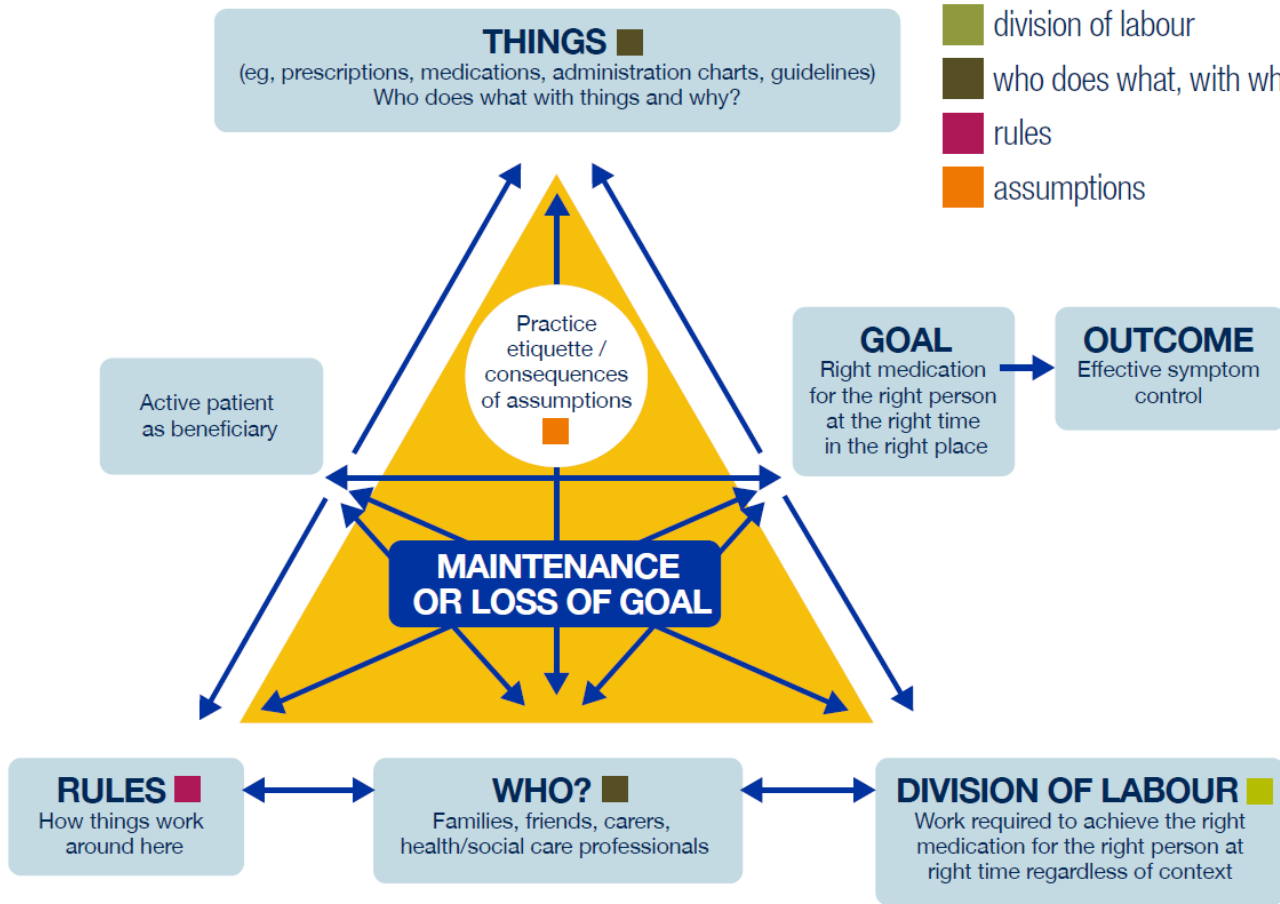 THINGS
(eg, prescriptions, medications, administration charts, guidelines)
Who does what with things and why?
division of labour
who does what, with
rules
assumptions
Practice
etiquette /
consequences
of assumptions
Active patient
as beneficiary
GOAL
Right medication
for the right person
at the right time
in the right place
OUTCOME
Effective symptom
control
MAINTENANCE
OR LOSS OF GOAL
RULES
How things work
around here
WHO?
Families, friends, carers,
health/social care professionals
DIVISION OF LABOUR
Work required to achieve the right
medication for the right person at
right time regardless of context